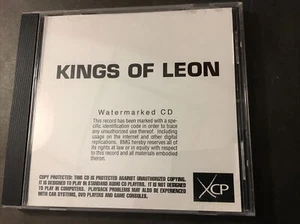 KINGS OF LEON
Watermarked CD
This record has been marked with a spe-
cific identification code in order to trace
any unauthorized use thereof. Including
usage on the internet and other digital
replications. BMG hereby reserves all of
its rights at law or in equity with respect
to this record and all materials embodied
theron.
COPY PROTECTED: THIS CD IS PROTECTED AGAINST UNAUTHORIZED COPYING.
IT IS DESIGNED TO PLAY IN STANDARD AUDIO CD PLAYERS. IT IS NOT DESIGNED
TO PLAY IN COMPUTERS. PLAYBACK PROBLEMS MAY ALSO BE EXPERIENCED
WITH CAR SYSTEMS, DVD PLAYERS AND GAME CONSOLES.
XCP